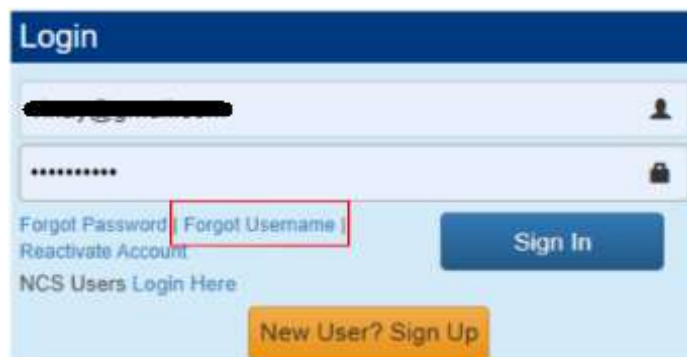 Login
••••••••••
Forgot Password | Forgot Username |
Reactivate Account
Sign In
NCS Users Login Here
New User? Sign Up